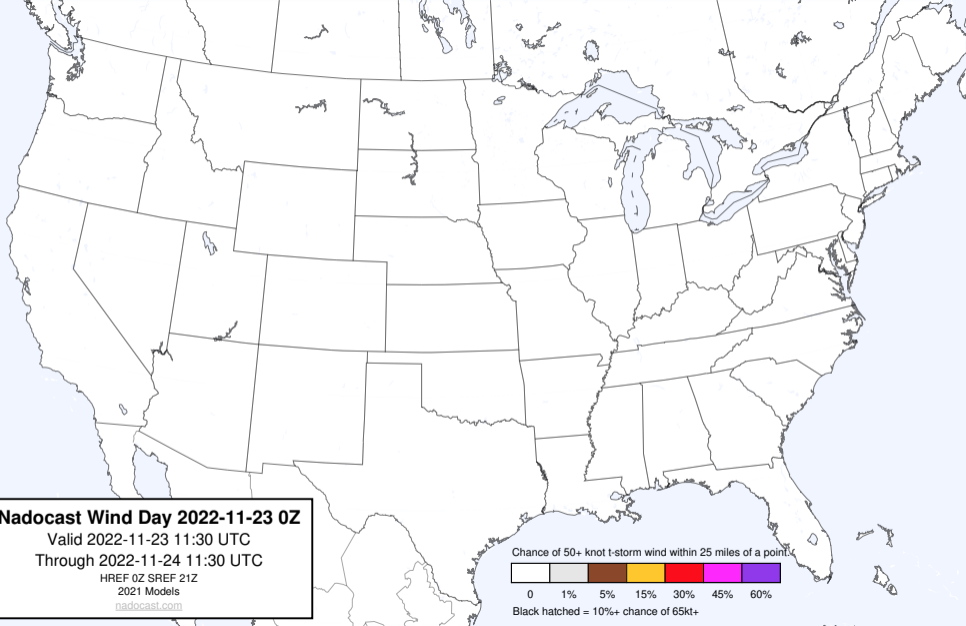 Nadocast Wind Day 2022-11-23 0Z
Valid 2022-11-23 11:30 UTC
Through 2022-11-24 11:30 UTC
HREF 0Z SREF 21Z
2021 Models
nadocast.com
Chance of 50+ knot t-storm wind within 25 miles of a point.
0 1% 5% 15% 30% 45% 60%
Black hatched = 10%+ chance of 65kt+